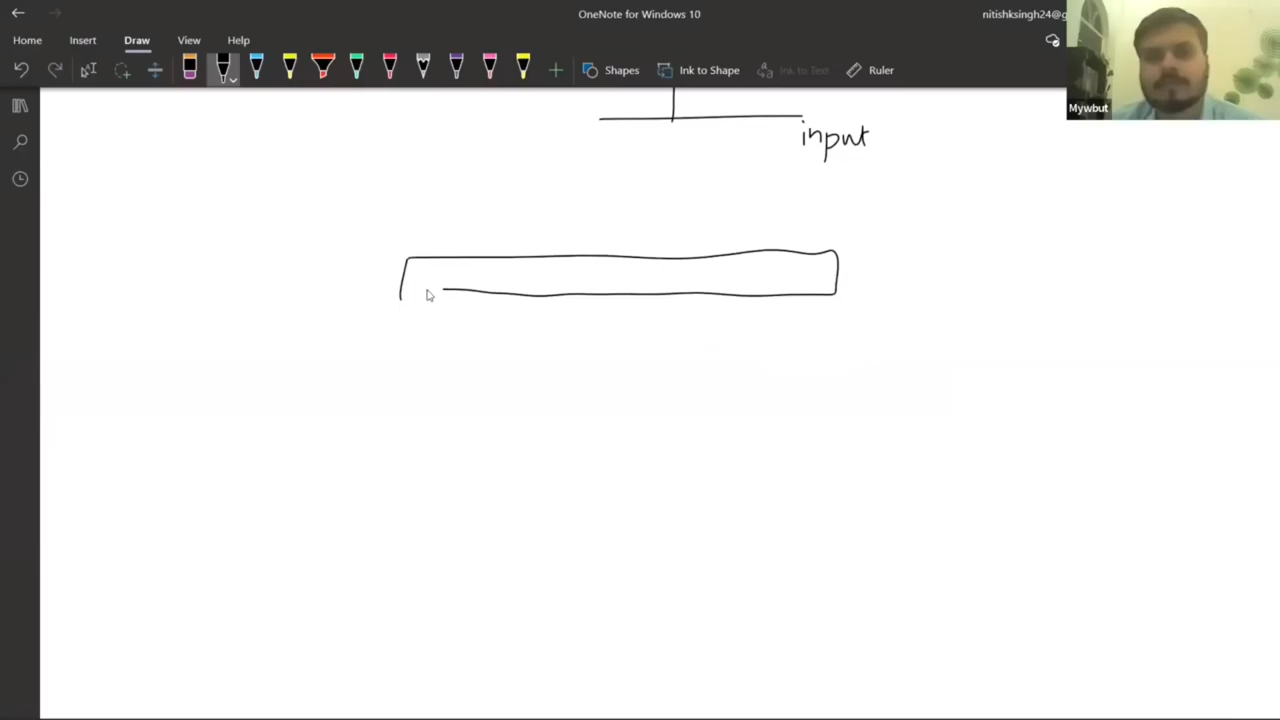 OneNote for Windows 10
nitishksingh24@g
Home Insert Draw View Help
Shapes Ink to Shape Ink to Text Ruler
Mywbut
input